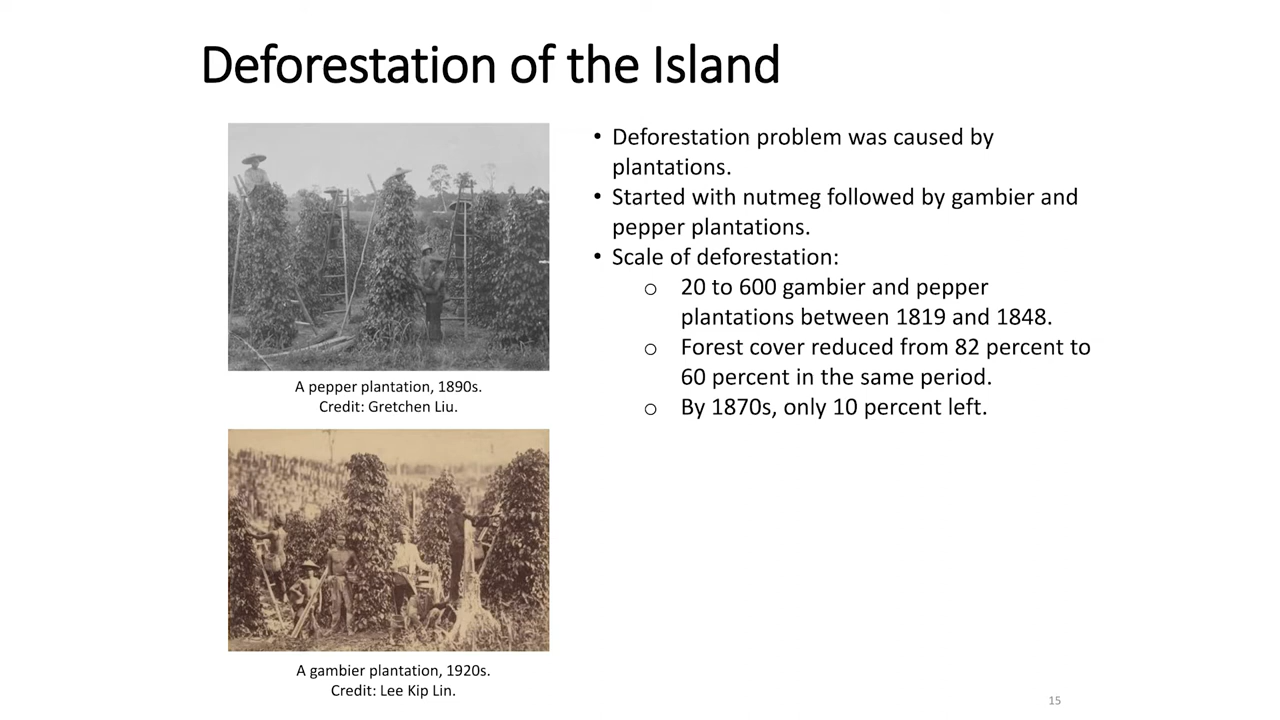 Deforestation of the Island
A pepper plantation, 1890s.
Credit: Gretchen Liu.
A gambier plantation, 1920s.
Credit: Lee Kip Lin.
• Deforestation problem was caused by
plantations.
• Started with nutmeg followed by gambier and
pepper plantations.
• Scale of deforestation:
o 20 to 600 gambier and pepper
plantations between 1819 and 1848.
o Forest cover reduced from 82 percent to
60 percent in the same period.
o By 1870s, only 10 percent left.
15